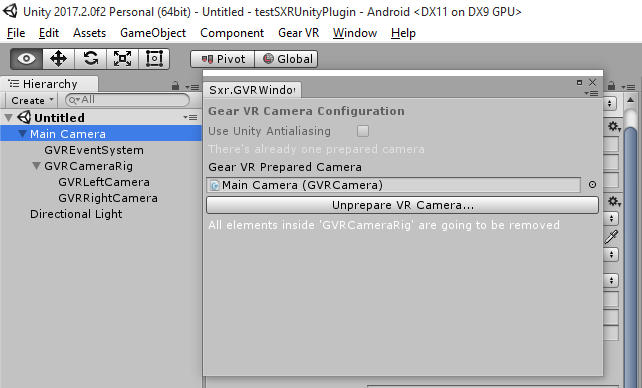 Unity 2017.2.0f2 Personal (64bit) - Untitled - testSXRUnityPlugin - Android <DX11 on DX9 GPU>
File Edit Assets GameObject Component Gear VR Window Help
Pivot Global
Hierarchy
Create All
Untitled
Main Camera
GVREventSystem
GVRCameraRig
GVRLeftCamera
GVRRightCamera
Directional Light
Sxr.GVRWindo
Gear VR Camera Configuration
Use Unity Antialiasing
There's already one prepared camera
Gear VR Prepared Camera
Main Camera (GVRCamera)
Unprepare VR Camera...
All elements inside 'GVRCameraRig' are going to be removed